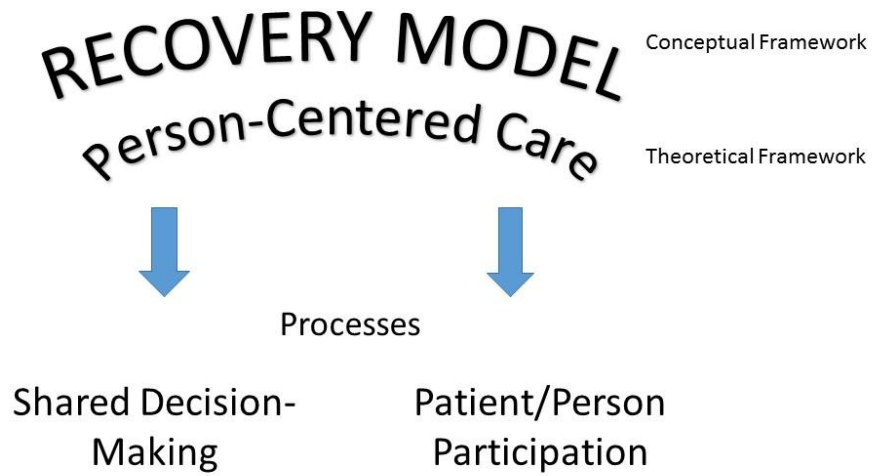 RECOVERY MODEL
Conceptual Framework
Person-Centered Care
Theoretical Framework
Processes
Shared Decision-
Making
Patient/Person
Participation